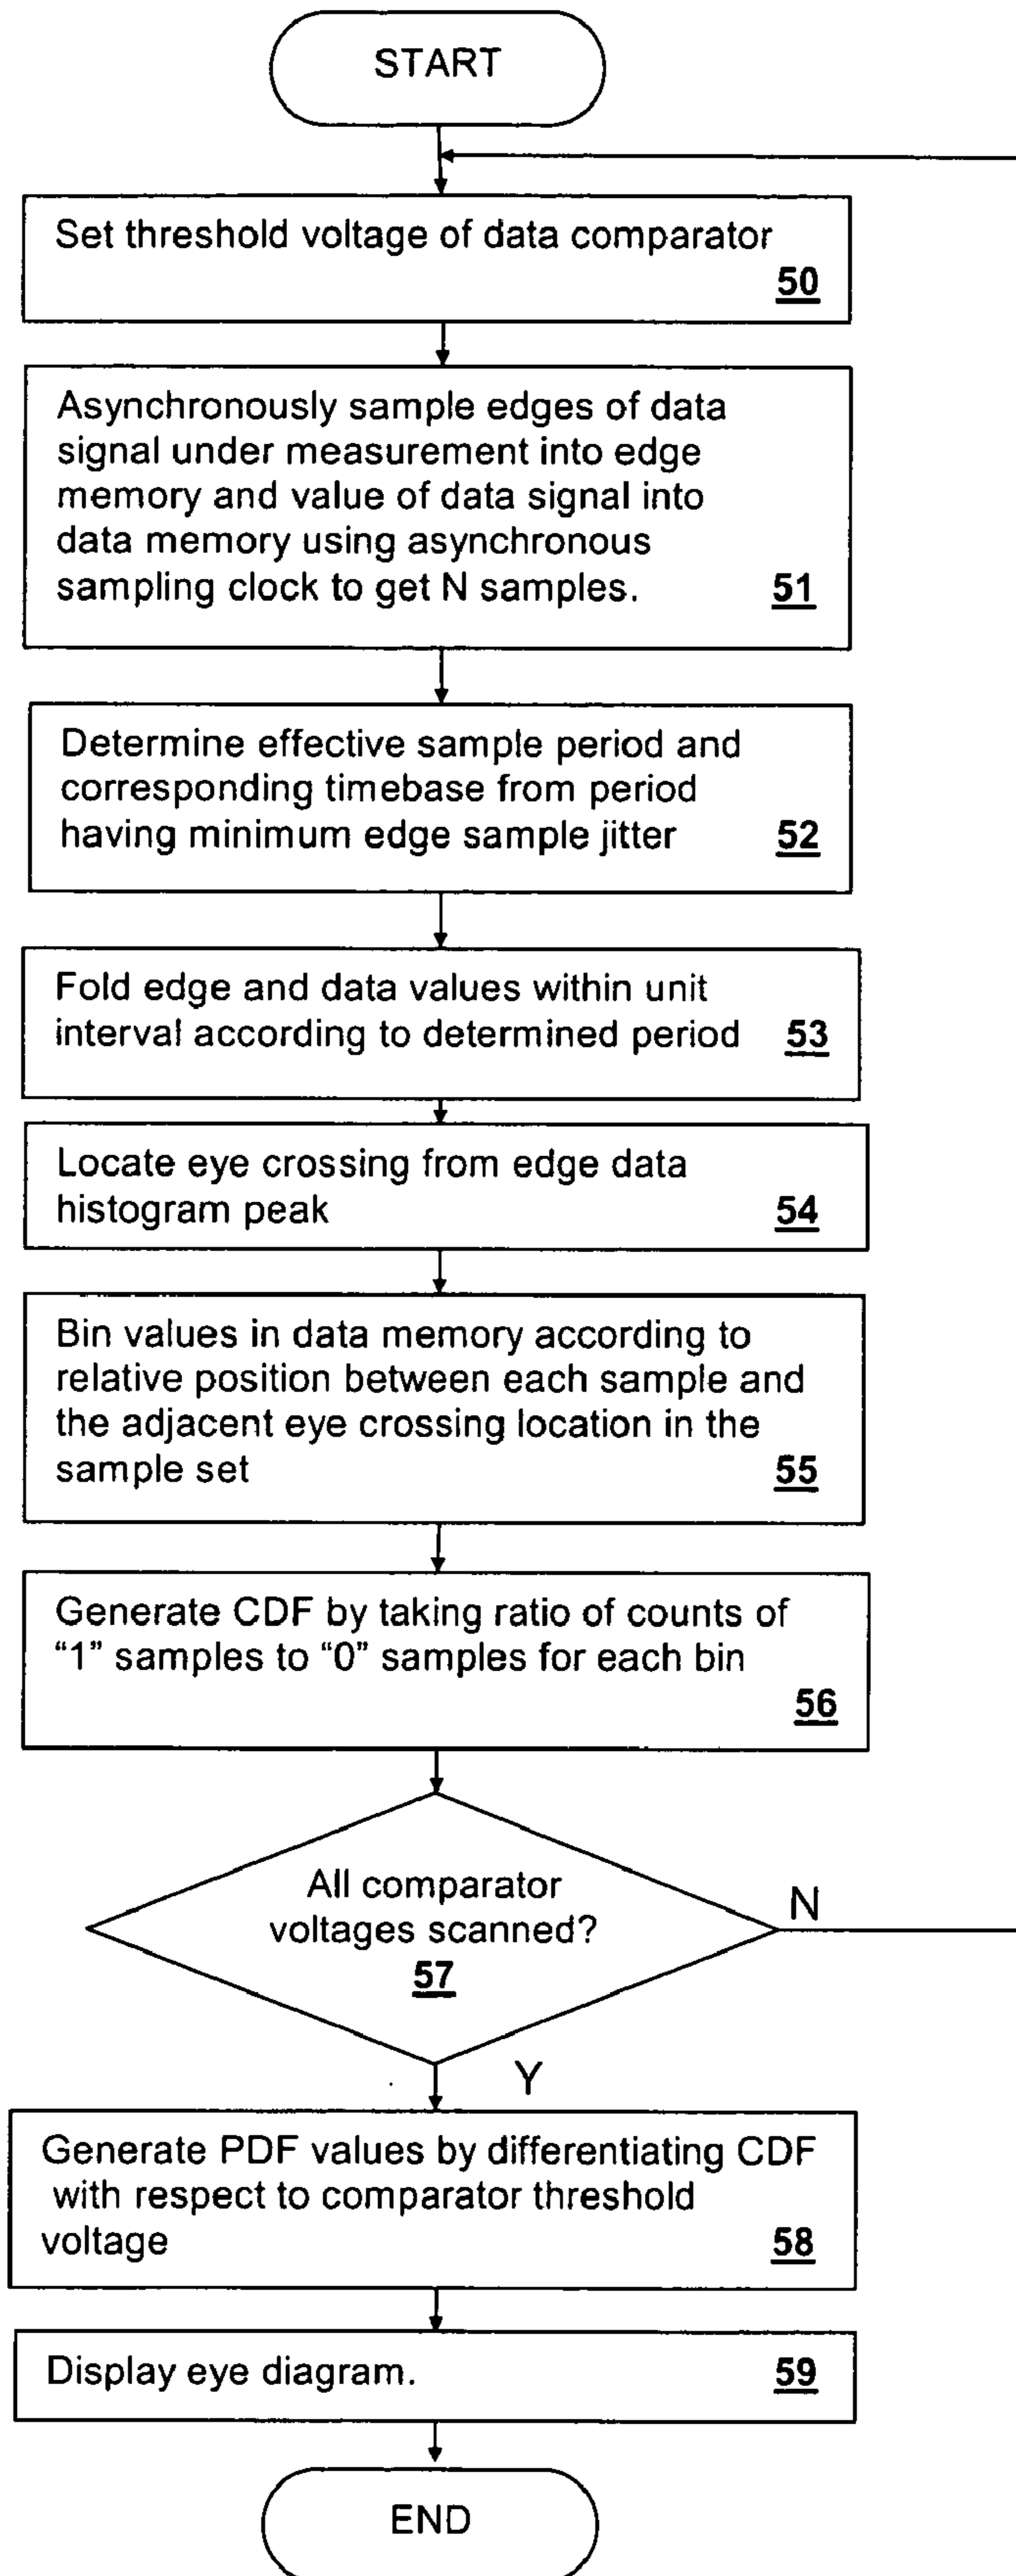 START
Set threshold voltage of data comparator
50
Asynchronously sample edges of data
signal under measurement into edge
memory and value of data signal into
data memory using asynchronous
sampling clock to get N samples. 51
Determine effective sample period and
corresponding timebase from period
having minimum edge sample jitter 52
Fold edge and data values within unit
interval according to determined period 53
Locate eye crossing from edge data
histogram peak 54
Bin values in data memory according to
relative position between each sample and
the adjacent eye crossing location in the
sample set 55
Generate CDF by taking ratio of counts of
“1” samples to “0” samples for each bin
56
All comparator
voltages scanned?
57
N
Y
Generate PDF values by differentiating CDF
with respect to comparator threshold
voltage 58
Display eye diagram. 59
END